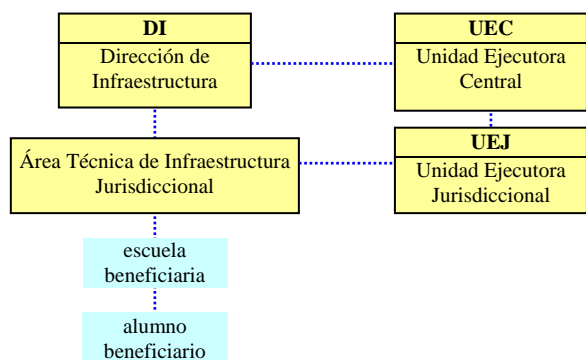 DI
Dirección de
Infraestructura
UEC
Unidad Ejecutora
Central
Área Técnica de Infraestructura
Jurisdiccional
UEJ
Unidad Ejecutora
Jurisdiccional
escuela
beneficiaria
alumno
beneficiario